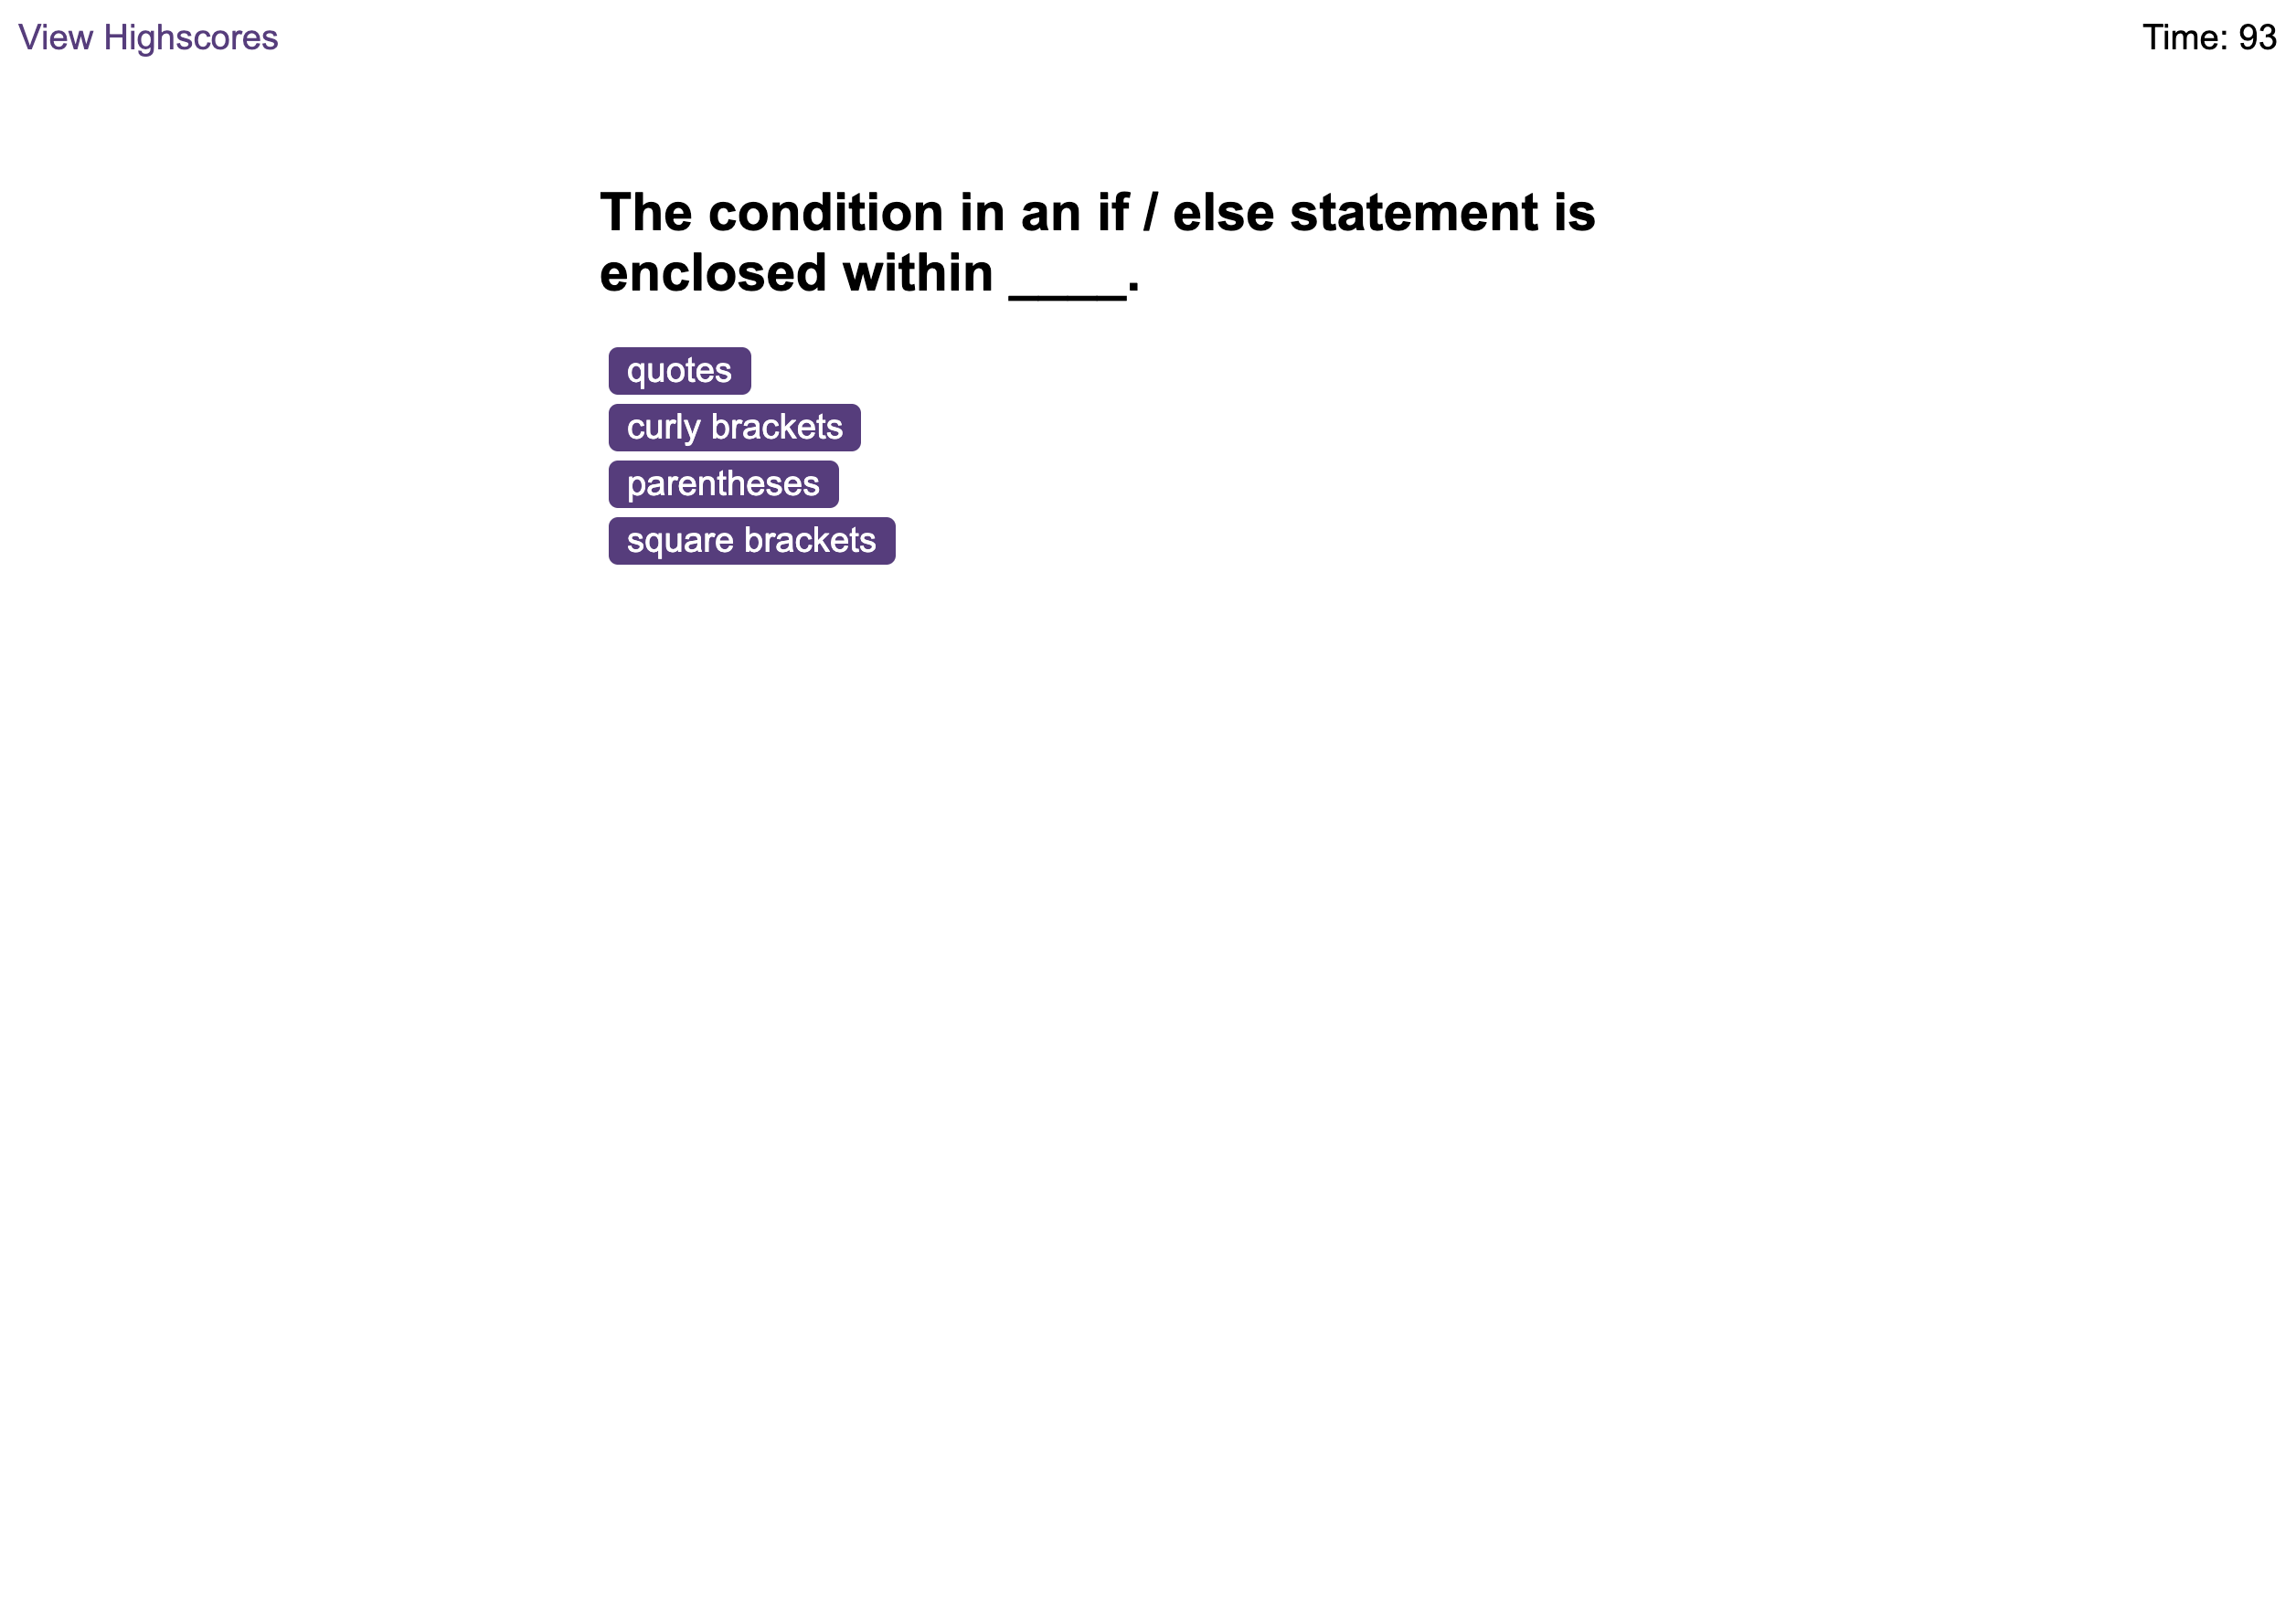 View Highscores
Time: 93
The condition in an if / else statement is
enclosed within ____.
quotes
curly brackets
parentheses
square brackets